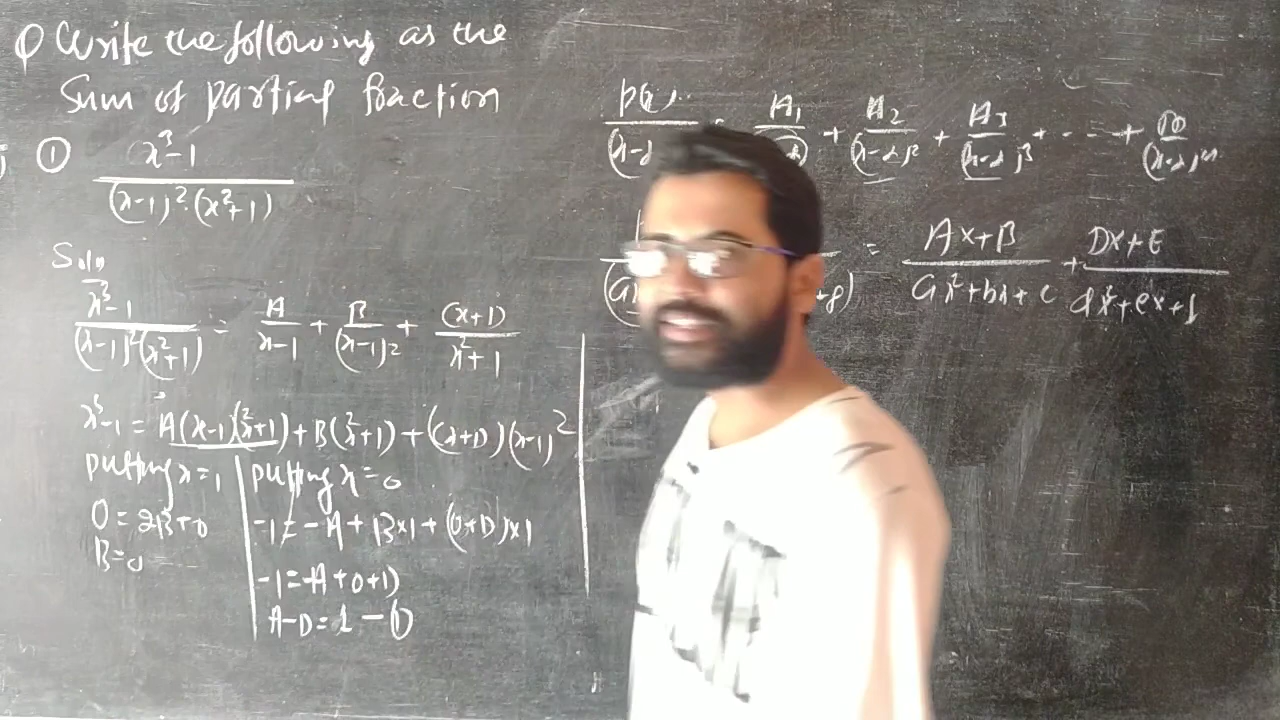 Q Write the following as the
Sum of partial fraction
① x³-1 / (x-1)²·(x²+1)
Soln
x³-1 / (x-1)²(x²+1) = A / x-1 + B / (x-1)² + (x+1) / x²+1
x³-1 = A(x-1)(x²+1) + B(x²+1) + (x+D)(x-1)²
putting x=1
0 = 2B+0
B=0
putting x=0
-1 = -A + B×1 + (0+D)×1
-1 = -A+0+D
A-D=1 - ①
A₁ + A₂ / (x-α)² + A₃ / (x-α)³ + ---- +
= Ax+B / ax²+bx+c + Dx+E / dx²+ex+f